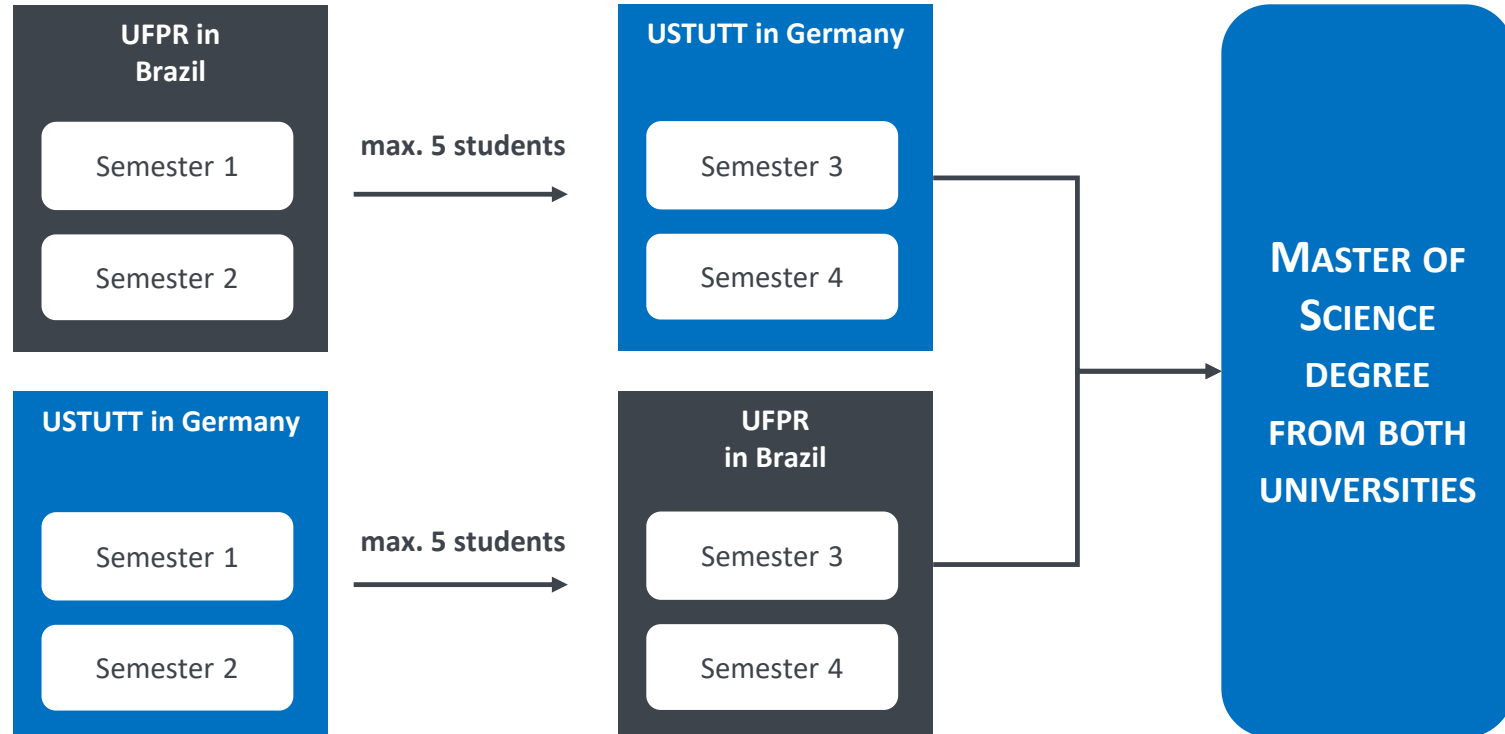 UFPR in
Brazil
Semester 1
Semester 2
max. 5 students
USTUTT in Germany
Semester 3
Semester 4
USTUTT in Germany
Semester 1
Semester 2
max. 5 students
UFPR
in Brazil
Semester 3
Semester 4
MASTER OF
SCIENCE
DEGREE
FROM BOTH
UNIVERSITIES